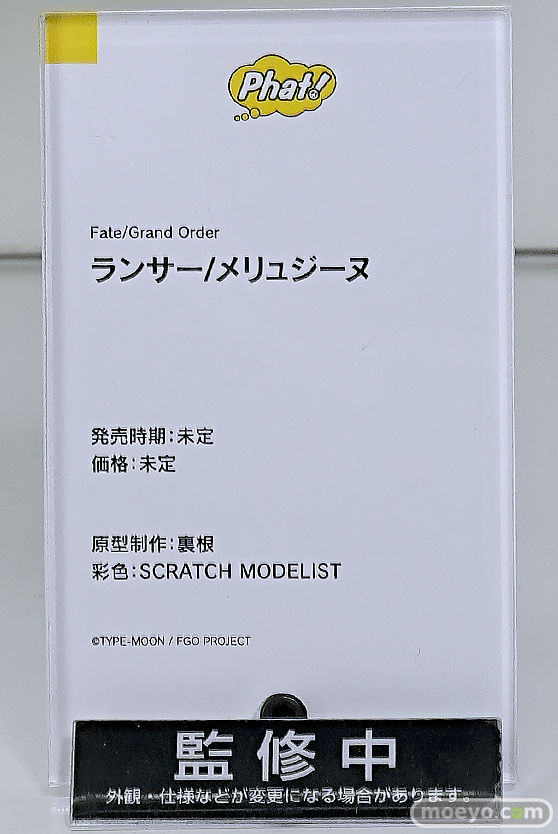 Phat!
Fate/Grand Order
ランサー/メリュジーヌ
発売時期:未定
価格:未定
原型制作:裏根
彩色:SCRATCH MODELIST
©TYPE-MOON / FGO PROJECT
監修中
外観・仕様などが変更になる場合があります。
moeyo.com